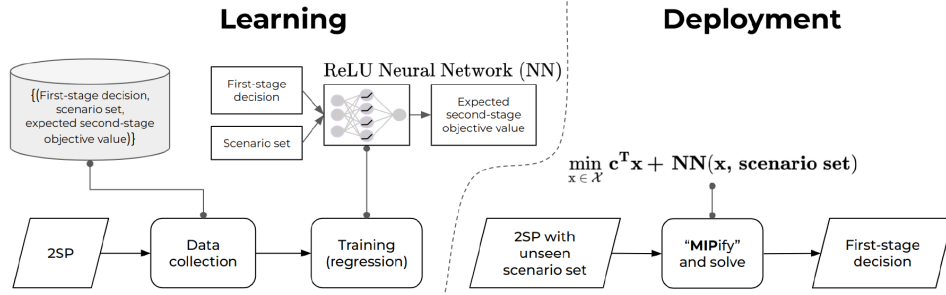 Learning
Deployment
{(First-stage decision,
scenario set,
expected second-stage
objective value)}
First-stage
decision
Scenario set
ReLU Neural Network (NN)
Expected
second-stage
objective value
min c^T x + NN(x, scenario set)
x ∈ 𝒳
2SP
Data
collection
Training
(regression)
2SP with
unseen
scenario set
“MIPify”
and solve
First-stage
decision